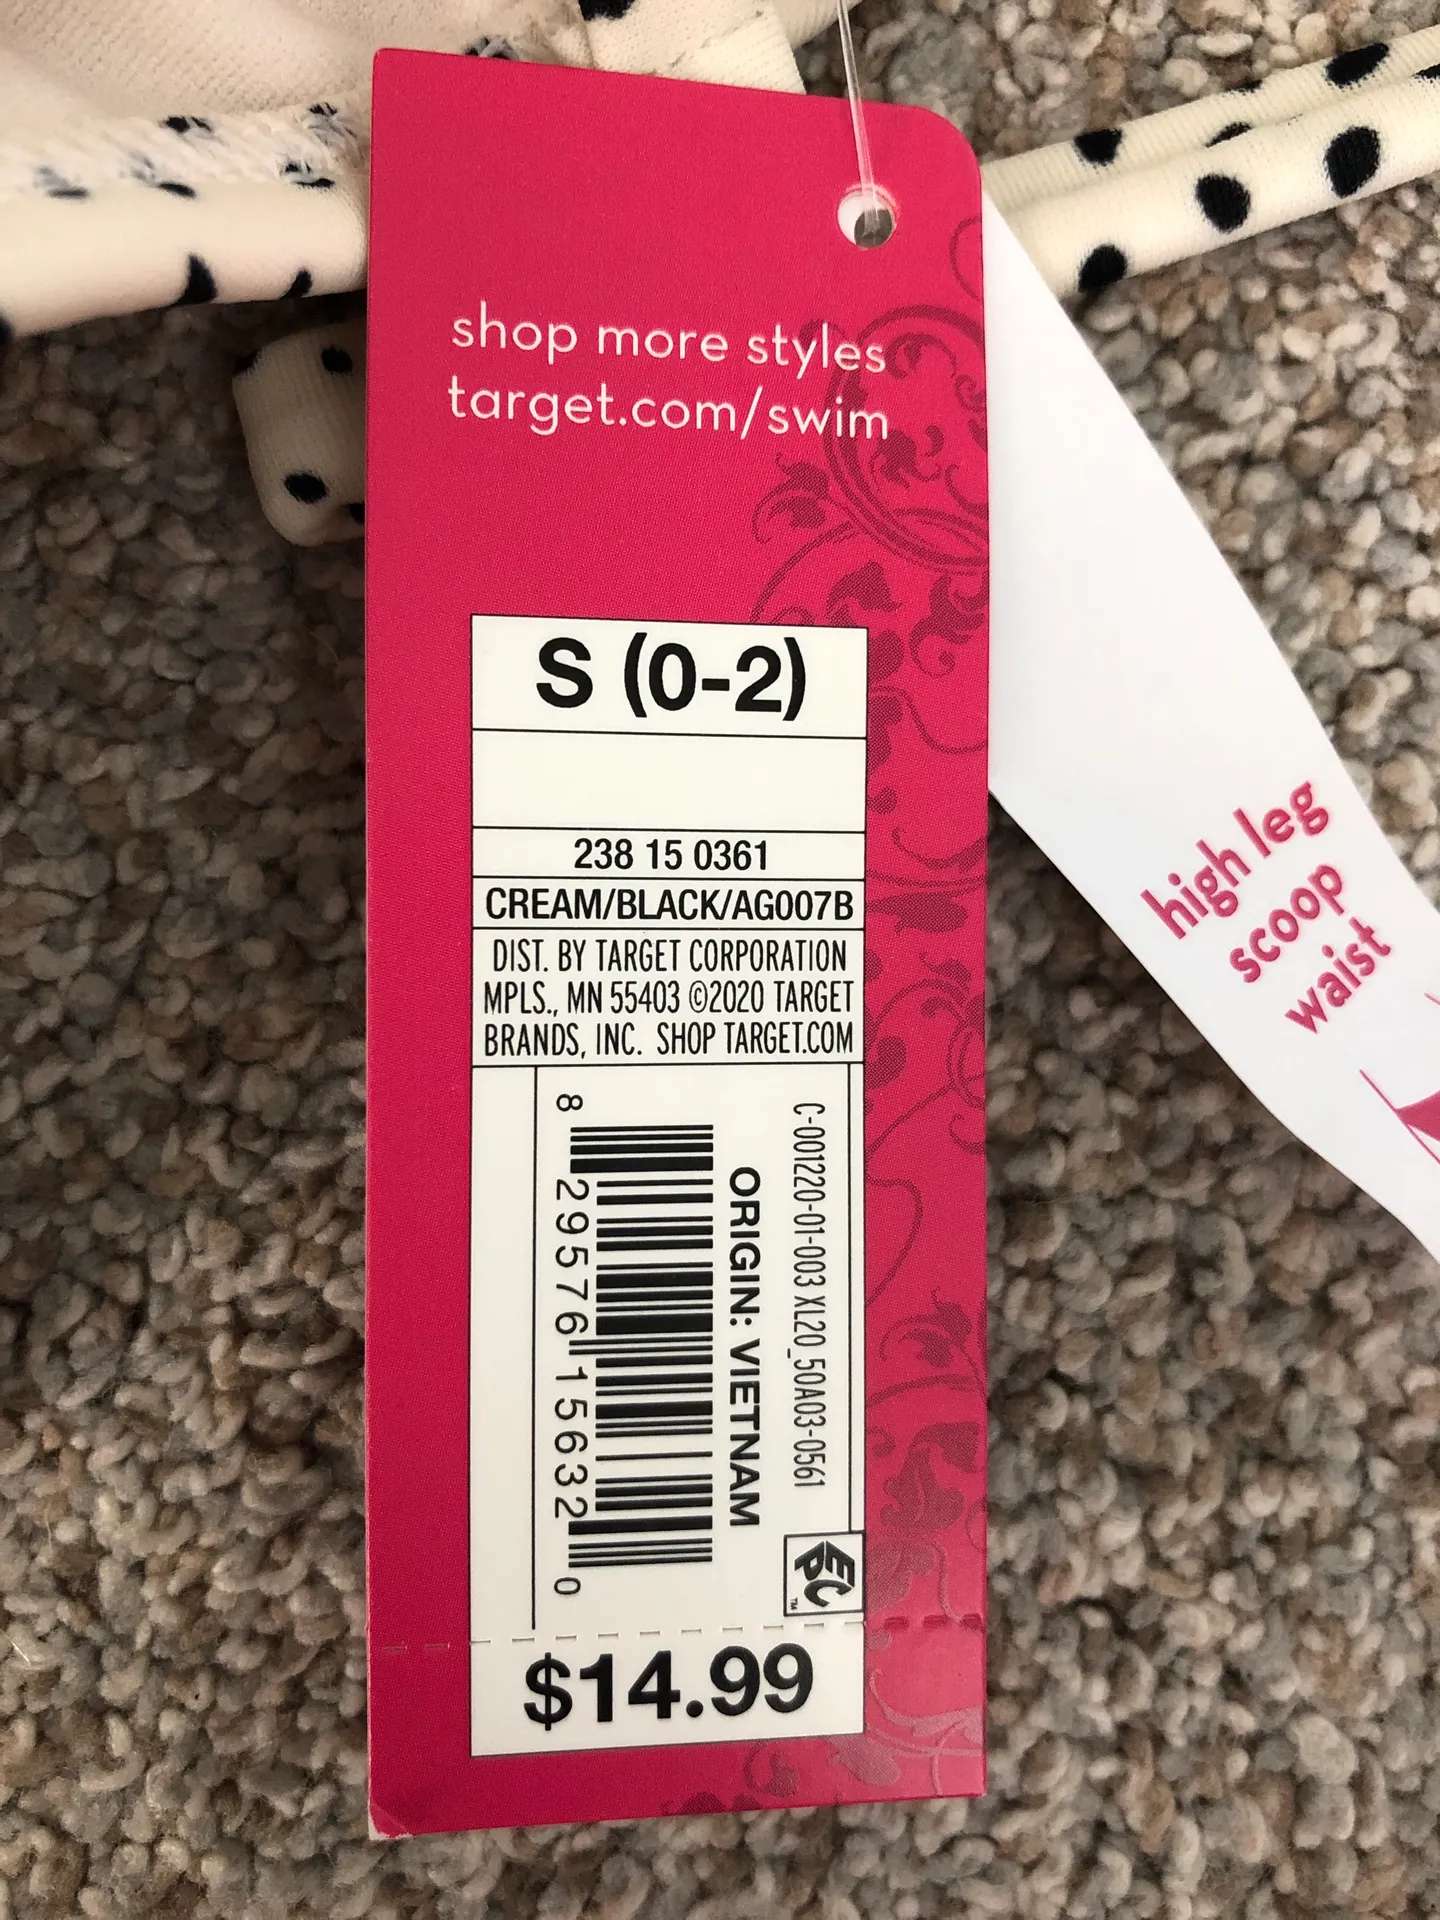 shop more styles
target.com/swim
S (0-2)
238 15 0361
CREAM/BLACK/AG007B
DIST. BY TARGET CORPORATION
MPLS., MN 55403 ©2020 TARGET
BRANDS, INC. SHOP TARGET.COM
C-001220-01-003 XL20_50A03-0561
ORIGIN: VIETNAM
8 29576 15632 0
EPC™
$14.99
high leg
scoop
waist